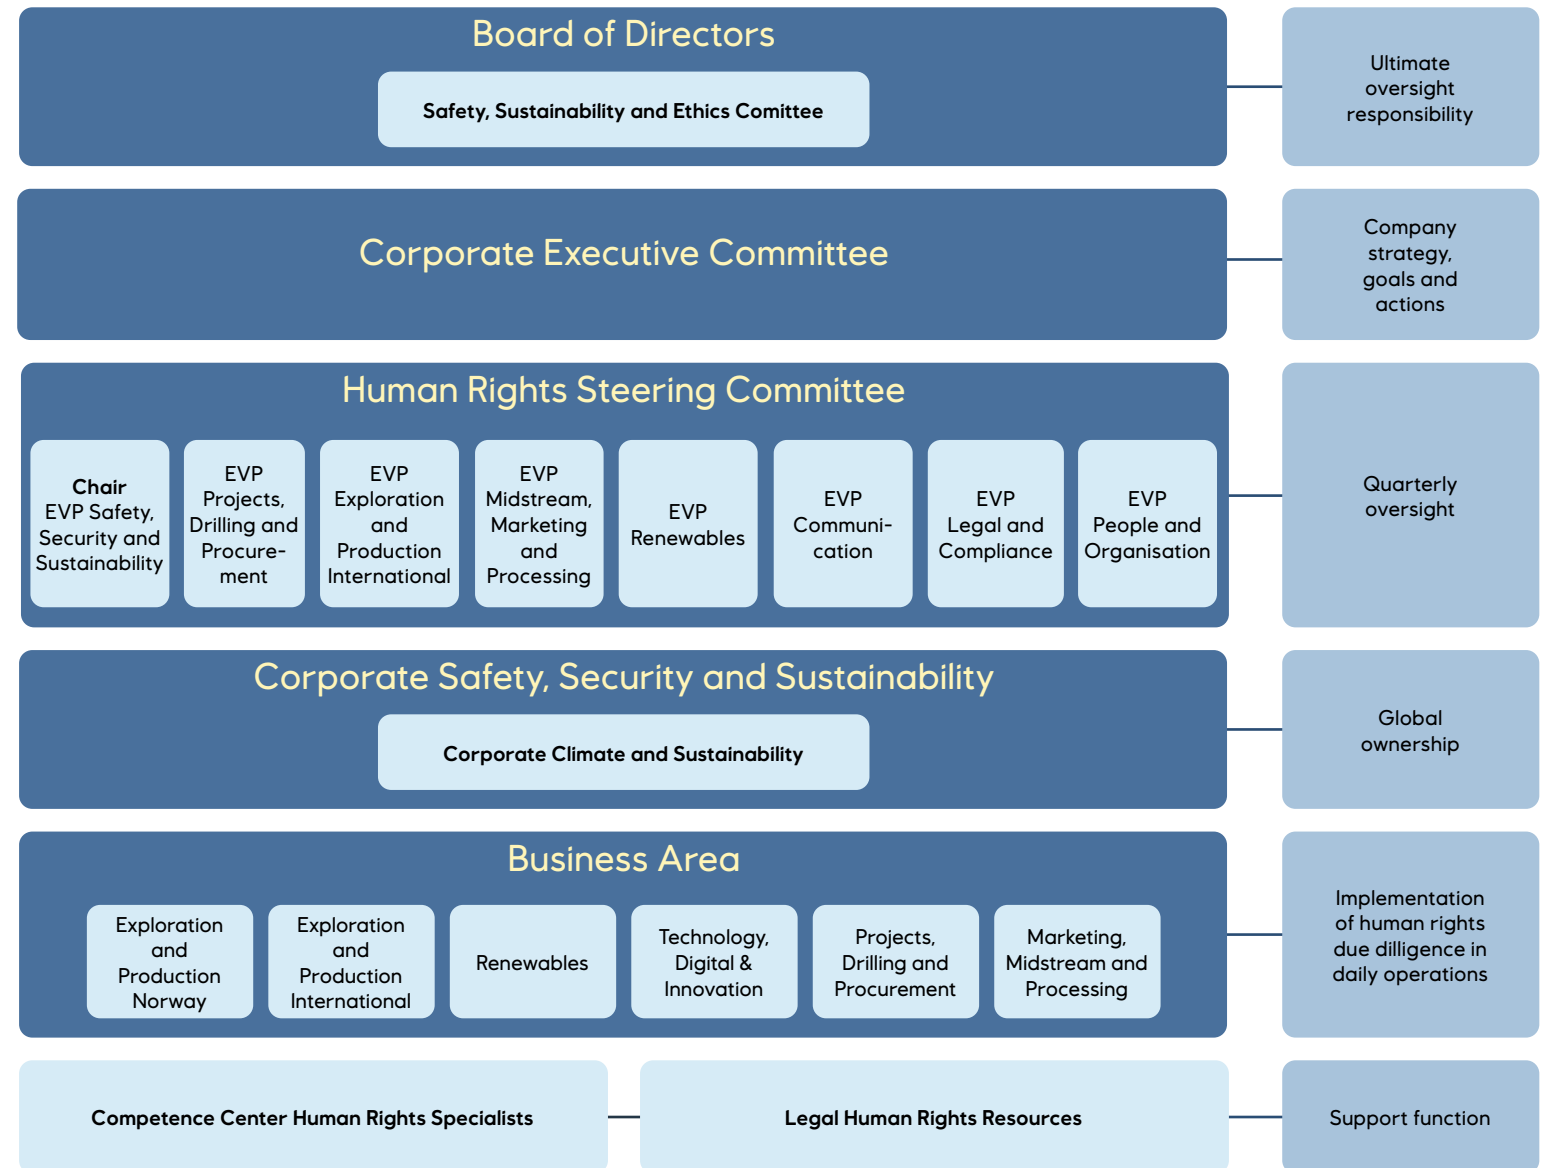 Board of Directors
Safety, Sustainability and Ethics Comittee
Ultimate
oversight
responsibility
Corporate Executive Committee
Company
strategy,
goals and
actions
Human Rights Steering Committee
Chair
EVP Safety,
Security and
Sustainability
EVP
Projects,
Drilling and
Procure-
ment
EVP
Exploration
and
Production
International
EVP
Midstream,
Marketing
and
Processing
EVP
Renewables
EVP
Communi-
cation
EVP
Legal and
Compliance
EVP
People and
Organisation
Quarterly
oversight
Corporate Safety, Security and Sustainability
Corporate Climate and Sustainability
Global
ownership
Business Area
Exploration
and
Production
Norway
Exploration
and
Production
International
Renewables
Technology,
Digital &
Innovation
Projects,
Drilling and
Procurement
Marketing,
Midstream and
Processing
Implementation
of human rights
due dilligence in
daily operations
Competence Center Human Rights Specialists
Legal Human Rights Resources
Support function